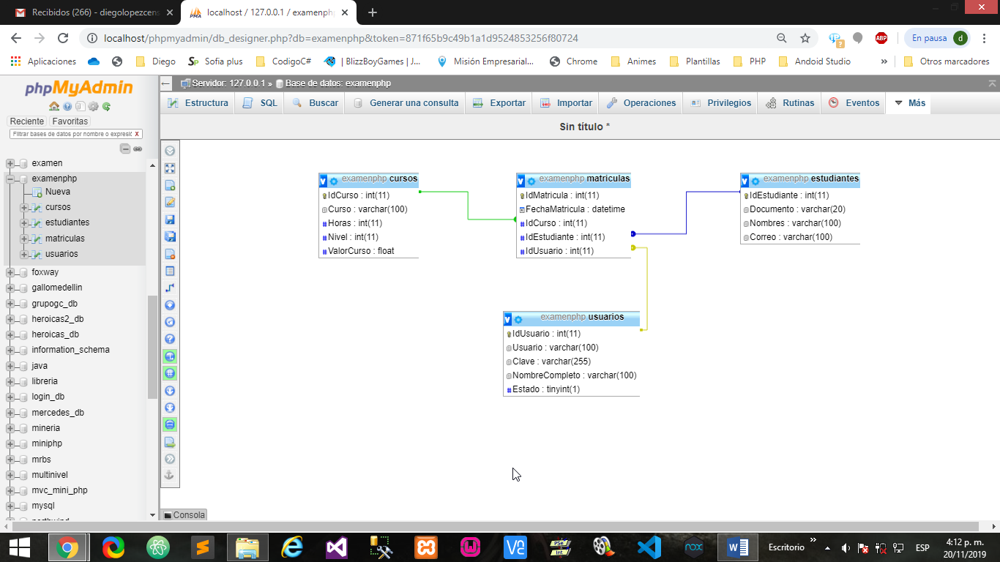 Recibidos (266) - diegolopezcens
localhost / 127.0.0.1 / examenphp
localhost/phpmyadmin/db_designer.php?db=examenphp&token=871f65b9c49b1a1d9524853256f80724
ABP
En pausa
d
Aplicaciones
Diego
Sofia plus
CodigoC#
| BlizzBoyGames | J...
Misión Empresarial...
Chrome
Animes
Plantillas
PHP
Andoid Studio
»
Otros marcadores
phpMyAdmin
Reciente
Favoritas
Filtrar bases de datos por nombre o expresió
X
examen
examenphp
Nueva
cursos
estudiantes
matriculas
usuarios
foxway
gallomedellin
grupogc_db
heroicas2_db
heroicas_db
information_schema
java
libreria
login_db
mercedes_db
mineria
miniphp
mrbs
multinivel
mvc_mini_php
mysql
northwind
Servidor: 127.0.0.1 » Base de datos: examenphp
Estructura
SQL
Buscar
Generar una consulta
Exportar
Importar
Operaciones
Privilegios
Rutinas
Eventos
Más
Sin título *
examenphp cursos
IdCurso : int(11)
Curso : varchar(100)
Horas : int(11)
Nivel : int(11)
ValorCurso : float
examenphp matriculas
IdMatricula : int(11)
FechaMatricula : datetime
IdCurso : int(11)
IdEstudiante : int(11)
IdUsuario : int(11)
examenphp estudiantes
IdEstudiante : int(11)
Documento : varchar(20)
Nombres : varchar(100)
Correo : varchar(100)
examenphp usuarios
IdUsuario : int(11)
Usuario : varchar(100)
Clave : varchar(255)
NombreCompleto : varchar(100)
Estado : tinyint(1)
Consola
Escritorio
»
ESP
4:12 p. m.
20/11/2019